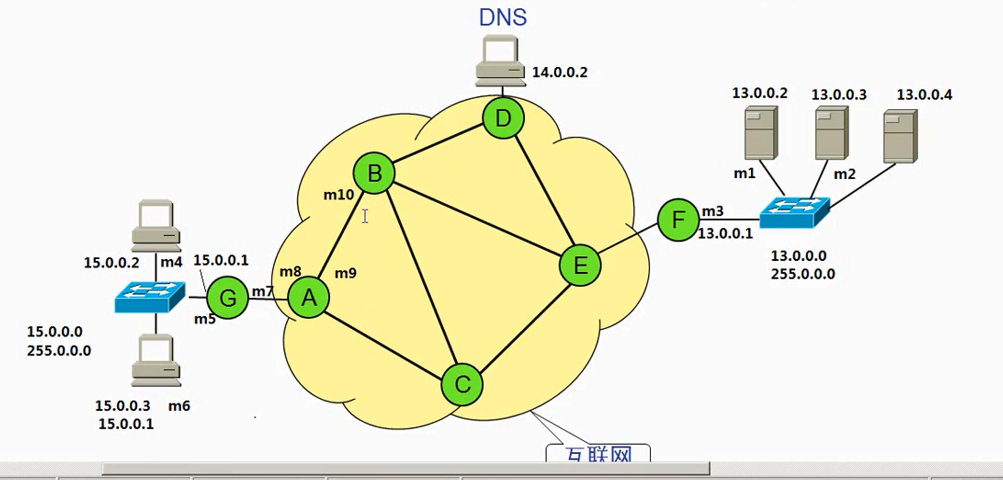 DNS
14.0.0.2
D
13.0.0.2
13.0.0.3
13.0.0.4
B
m1
m2
m10
F
m3
13.0.0.1
15.0.0.2
m4
15.0.0.1
13.0.0.0
255.0.0.0
E
m8
m9
G
m7
A
m5
15.0.0.0
255.0.0.0
C
15.0.0.3
m6
15.0.0.1
互联网